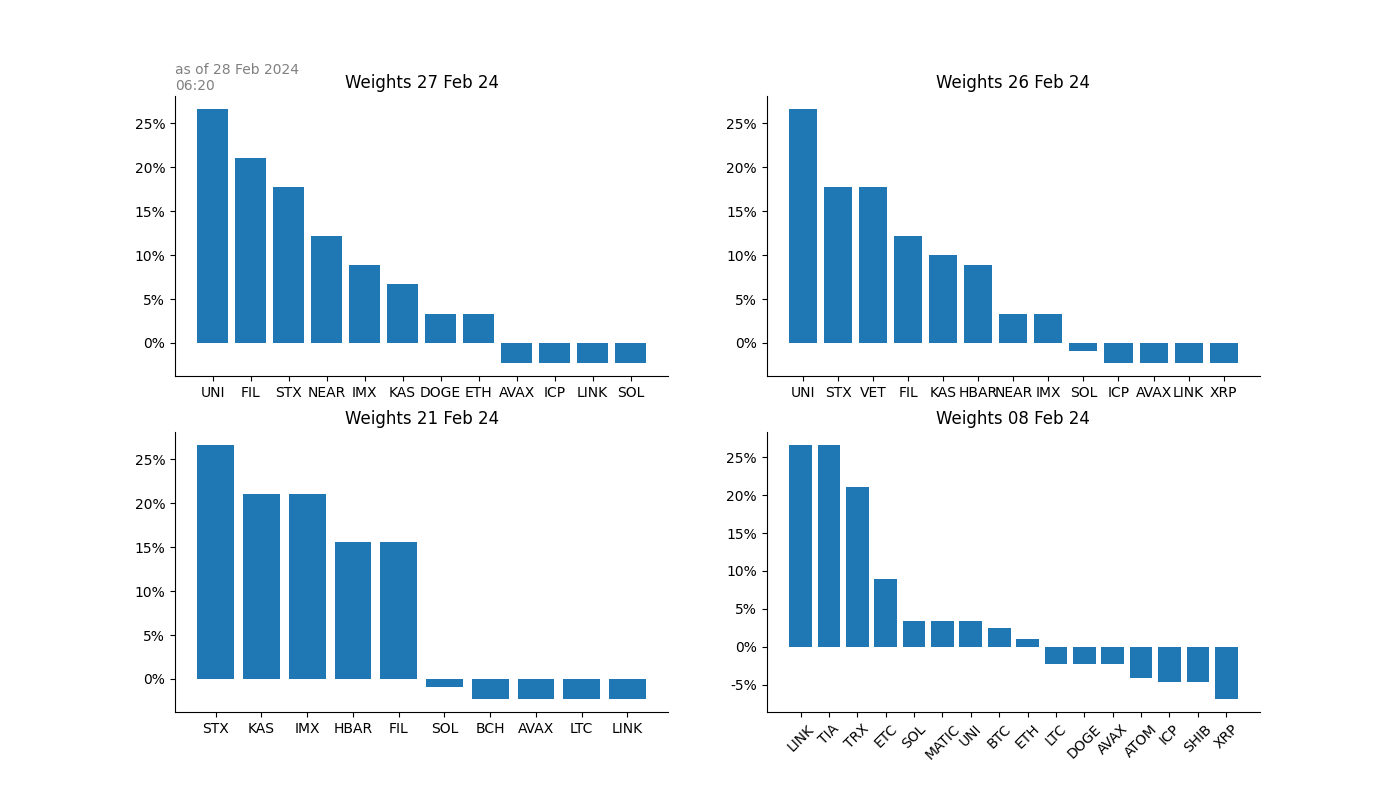 as of 28 Feb 2024
06:20
Weights 27 Feb 24
25%
20%
15%
10%
5%
0%
UNI FIL STX NEAR IMX KAS DOGE ETH AVAX ICP LINK SOL
Weights 26 Feb 24
25%
20%
15%
10%
5%
0%
UNI STX VET FIL KAS HBAR NEAR IMX SOL ICP AVAX LINK XRP
Weights 21 Feb 24
25%
20%
15%
10%
5%
0%
STX KAS IMX HBAR FIL SOL BCH AVAX LTC LINK
Weights 08 Feb 24
25%
20%
15%
10%
5%
0%
-5%
LINK TIA TRX ETC SOL MATIC UNI BTC ETH LTC DOGE AVAX ATOM ICP SHIB XRP